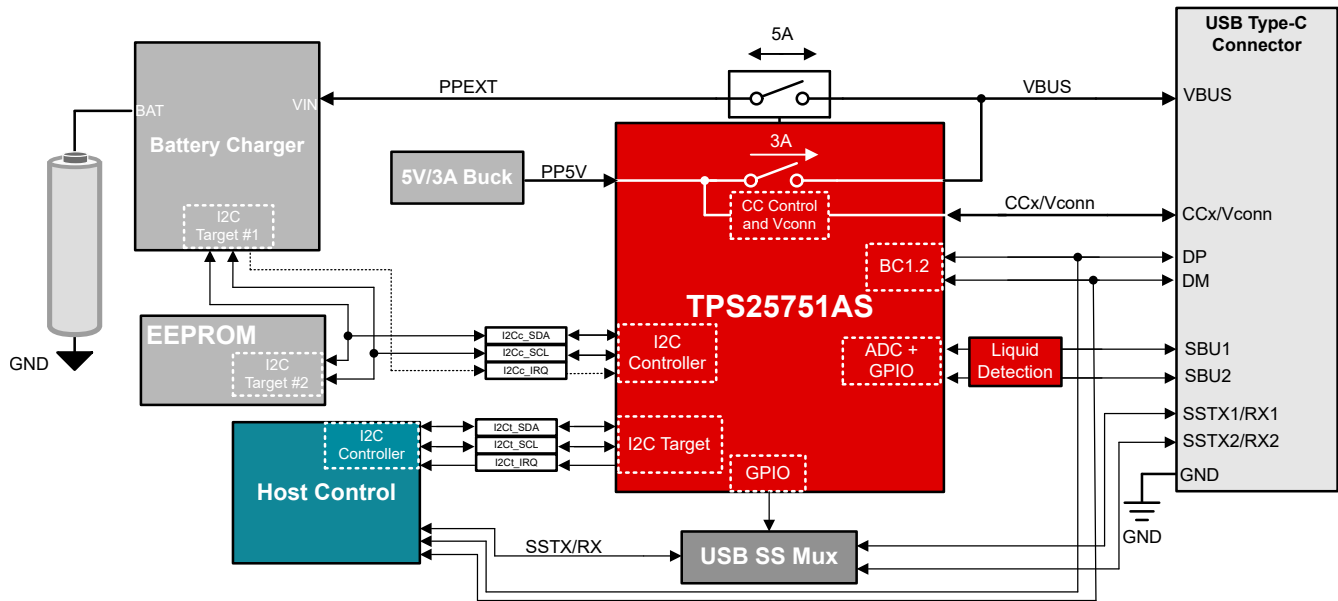 5A
USB Type-C
Connector
PPEXT
VBUS
VBUS
BAT
VIN
Battery Charger
3A
5V/3A Buck
PP5V
CC Control
and Vconn
CCx/Vconn
CCx/Vconn
I2C
Target #1
BC1.2
DP
DM
TPS25751AS
EEPROM
I2C
Target #2
GND
I2Cc_SDA
I2Cc_SCL
I2Cc_IRQ
I2C
Controller
ADC +
GPIO
Liquid
Detection
SBU1
SBU2
I2C
Controller
Host Control
I2Ct_SDA
I2Ct_SCL
I2Ct_IRQ
I2C Target
GPIO
SSTX1/RX1
SSTX2/RX2
GND
GND
SSTX/RX
USB SS Mux